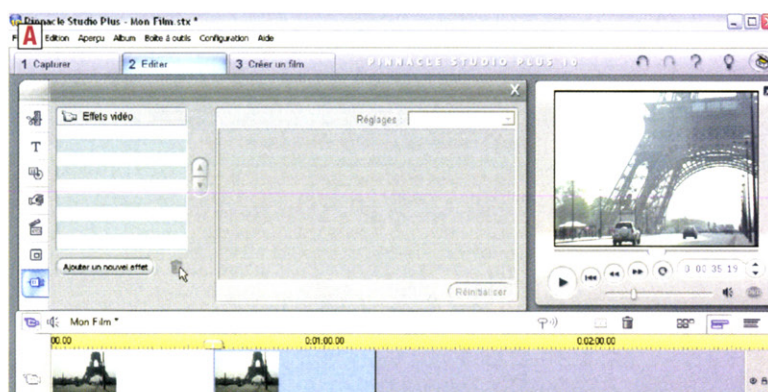 Pinnacle Studio Plus - Mon Film.stx *
A
Edition Aperçu Album Boîte à outils Configuration Aide
1 Capturer 2 Editer 3 Créer un film PINNACLE STUDIO PLUS 10
Effets vidéo
Réglages
T
Ajouter un nouvel effet
Réinitialiser
0:00:35.19
Mon Film *
00.00 0:01:00.00 0:02:00.00